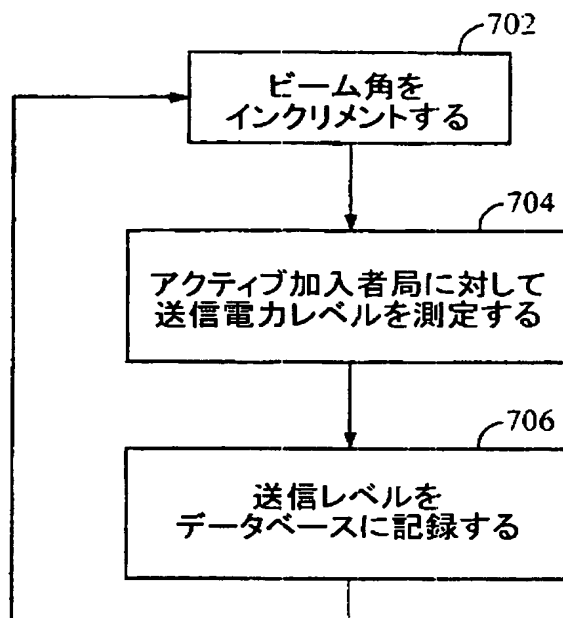 702
ビーム角を
インクリメントする
704
アクティブ加入者局に対して
送信電力レベルを測定する
706
送信レベルを
データベースに記録する